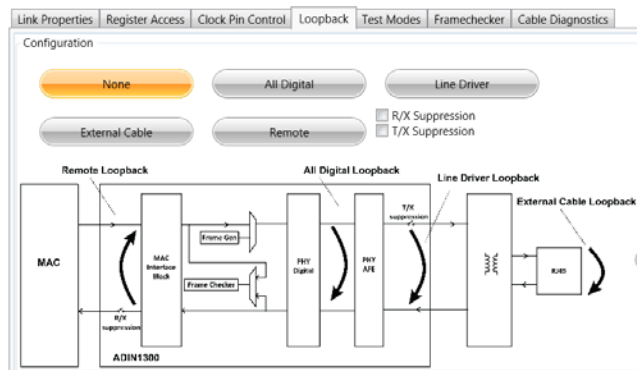 Link Properties Register Access Clock Pin Control Loopback Test Modes Framechecker Cable Diagnostics
Configuration
None All Digital Line Driver
External Cable Remote
R/X Suppression
T/X Suppression
Remote Loopback
All Digital Loopback
Line Driver Loopback
External Cable Loopback
T/X
suppression
MAC
MAC
Interface
Block
Frame Gen
Frame Checker
PHY
Digital
PHY
AFE
RJ45
R/X
suppression
ADIN1300